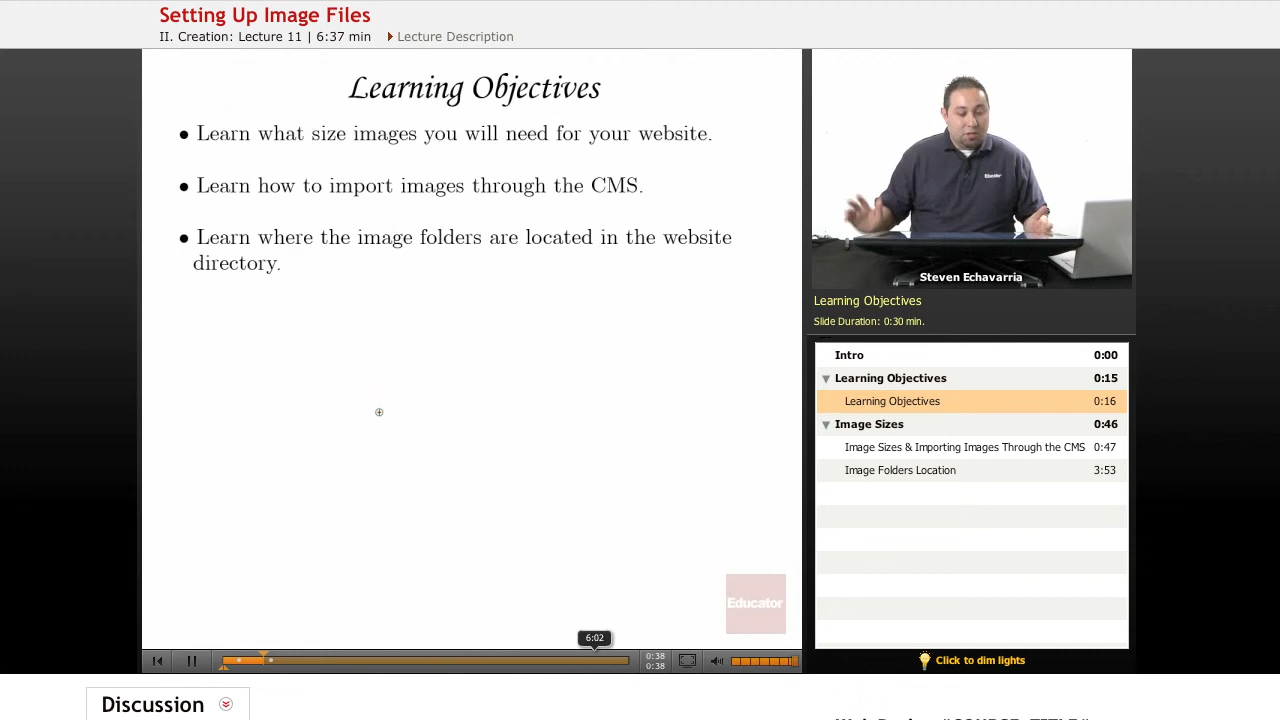 Setting Up Image Files
II. Creation: Lecture 11 | 6:37 min Lecture Description
Learning Objectives
• Learn what size images you will need for your website.
• Learn how to import images through the CMS.
• Learn where the image folders are located in the website
directory.
Educator
Educator
Steven Echavarria
Learning Objectives
Slide Duration: 0:30 min.
Intro 0:00
Learning Objectives 0:15
Learning Objectives 0:16
Image Sizes 0:46
Image Sizes & Importing Images Through the CMS 0:47
Image Folders Location 3:53
6:02
0:38
0:38
Click to dim lights
Discussion